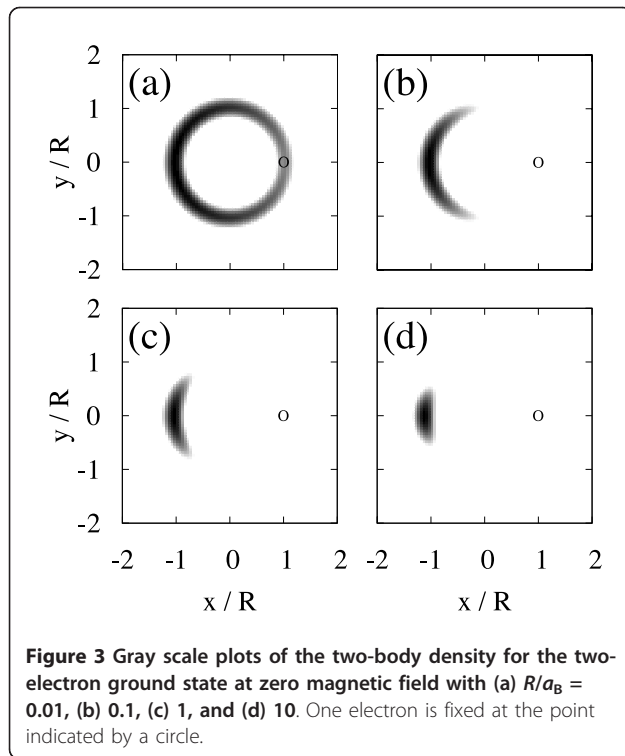 2
1
0
-1
-2
y / R
(a)
o
(b)
o
2
1
0
-1
-2
y / R
(c)
o
(d)
o
-2 -1 0 1 2
x / R
-2 -1 0 1 2
x / R
Figure 3 Gray scale plots of the two-body density for the two-
electron ground state at zero magnetic field with (a) R/aB =
0.01, (b) 0.1, (c) 1, and (d) 10. One electron is fixed at the point
indicated by a circle.